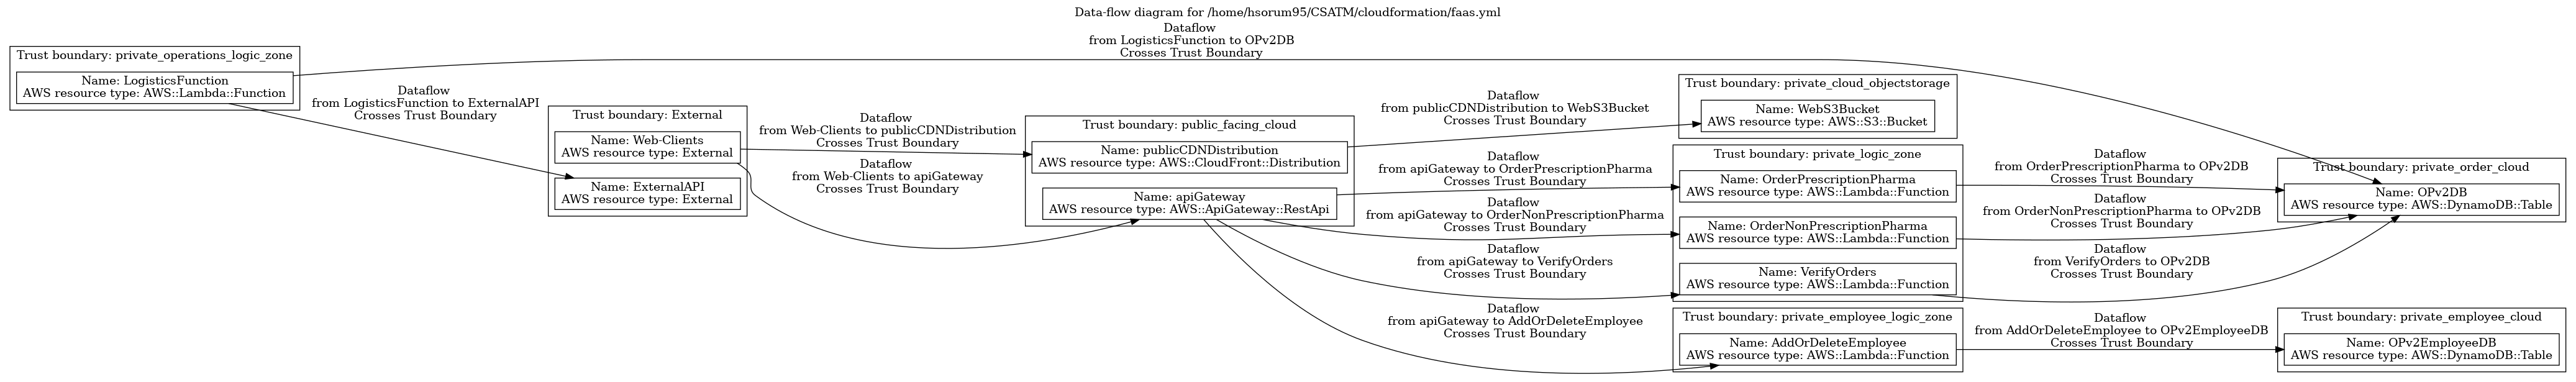 Data-flow diagram for /home/hsorum95/CSATM/cloudformation/faas.yml
Dataflow
from LogisticsFunction to OPv2DB
Crosses Trust Boundary
Trust boundary: private_operations_logic_zone
Name: LogisticsFunction
AWS resource type: AWS::Lambda::Function
Dataflow
from LogisticsFunction to ExternalAPI
Crosses Trust Boundary
Trust boundary: External
Name: Web-Clients
AWS resource type: External
Name: ExternalAPI
AWS resource type: External
Dataflow
from Web-Clients to publicCDNDistribution
Crosses Trust Boundary
Dataflow
from Web-Clients to apiGateway
Crosses Trust Boundary
Trust boundary: public_facing_cloud
Name: publicCDNDistribution
AWS resource type: AWS::CloudFront::Distribution
Name: apiGateway
AWS resource type: AWS::ApiGateway::RestApi
Dataflow
from publicCDNDistribution to WebS3Bucket
Crosses Trust Boundary
Dataflow
from apiGateway to OrderPrescriptionPharma
Crosses Trust Boundary
Dataflow
from apiGateway to OrderNonPrescriptionPharma
Crosses Trust Boundary
Dataflow
from apiGateway to VerifyOrders
Crosses Trust Boundary
Dataflow
from apiGateway to AddOrDeleteEmployee
Crosses Trust Boundary
Trust boundary: private_cloud_objectstorage
Name: WebS3Bucket
AWS resource type: AWS::S3::Bucket
Trust boundary: private_logic_zone
Name: OrderPrescriptionPharma
AWS resource type: AWS::Lambda::Function
Name: OrderNonPrescriptionPharma
AWS resource type: AWS::Lambda::Function
Name: VerifyOrders
AWS resource type: AWS::Lambda::Function
Trust boundary: private_employee_logic_zone
Name: AddOrDeleteEmployee
AWS resource type: AWS::Lambda::Function
Dataflow
from OrderPrescriptionPharma to OPv2DB
Crosses Trust Boundary
Dataflow
from OrderNonPrescriptionPharma to OPv2DB
Crosses Trust Boundary
Dataflow
from VerifyOrders to OPv2DB
Crosses Trust Boundary
Dataflow
from AddOrDeleteEmployee to OPv2EmployeeDB
Crosses Trust Boundary
Trust boundary: private_order_cloud
Name: OPv2DB
AWS resource type: AWS::DynamoDB::Table
Trust boundary: private_employee_cloud
Name: OPv2EmployeeDB
AWS resource type: AWS::DynamoDB::Table